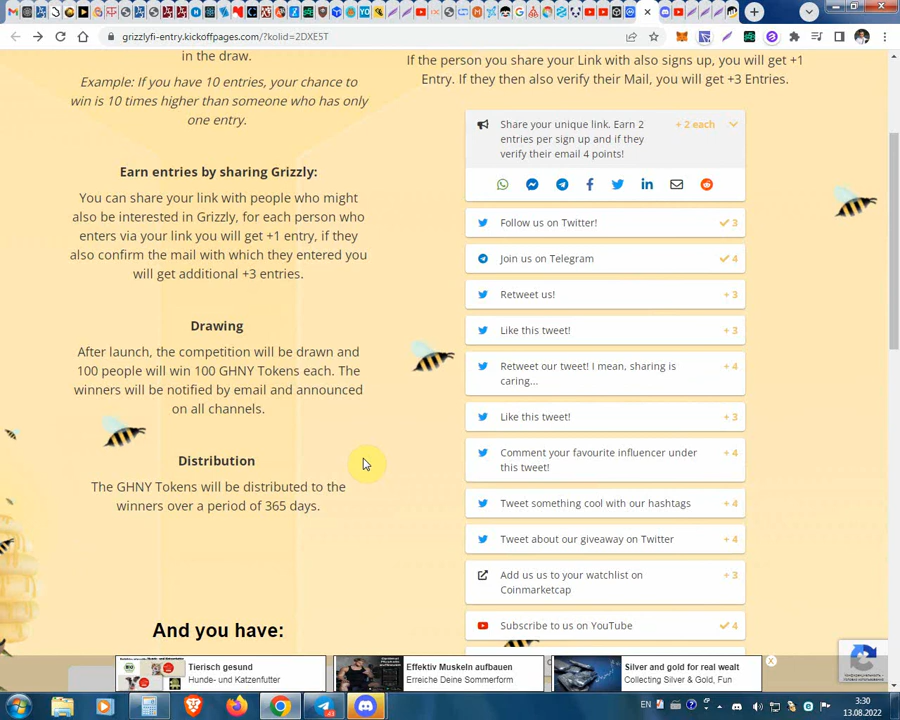 grizzlyfi-entry.kickoffpages.com/?kolid=2DXE5T
in the draw.
Example: If you have 10 entries, your chance to
win is 10 times higher than someone who has only
one entry.
Earn entries by sharing Grizzly:
You can share your link with people who might
also be interested in Grizzly, for each person who
enters via your link you will get +1 entry, if they
also confirm the mail with which they entered you
will get additional +3 entries.
Drawing
After launch, the competition will be drawn and
100 people will win 100 GHNY Tokens each. The
winners will be notified by email and announced
on all channels.
Distribution
The GHNY Tokens will be distributed to the
winners over a period of 365 days.
And you have:
If the person you share your Link with also signs up, you will get +1
Entry. If they then also verify their Mail, you will get +3 Entries.
Share your unique link. Earn 2 + 2 each
entries per sign up and if they
verify their email 4 points!
Follow us on Twitter! 3
Join us on Telegram 4
Retweet us! + 3
Like this tweet! + 3
Retweet our tweet! I mean, sharing is + 4
caring...
Like this tweet! + 3
Comment your favourite influencer under + 4
this tweet!
Tweet something cool with our hashtags + 4
Tweet about our giveaway on Twitter + 4
Add us us to your watchlist on + 3
Coinmarketcap
Subscribe to us on YouTube 4
Tierisch gesund
Hunde- und Katzenfutter
Effektiv Muskeln aufbauen
Erreiche Deine Sommerform
Silver and gold for real wealt
Collecting Silver & Gold, Fun
EN
3:30
13.08.2022